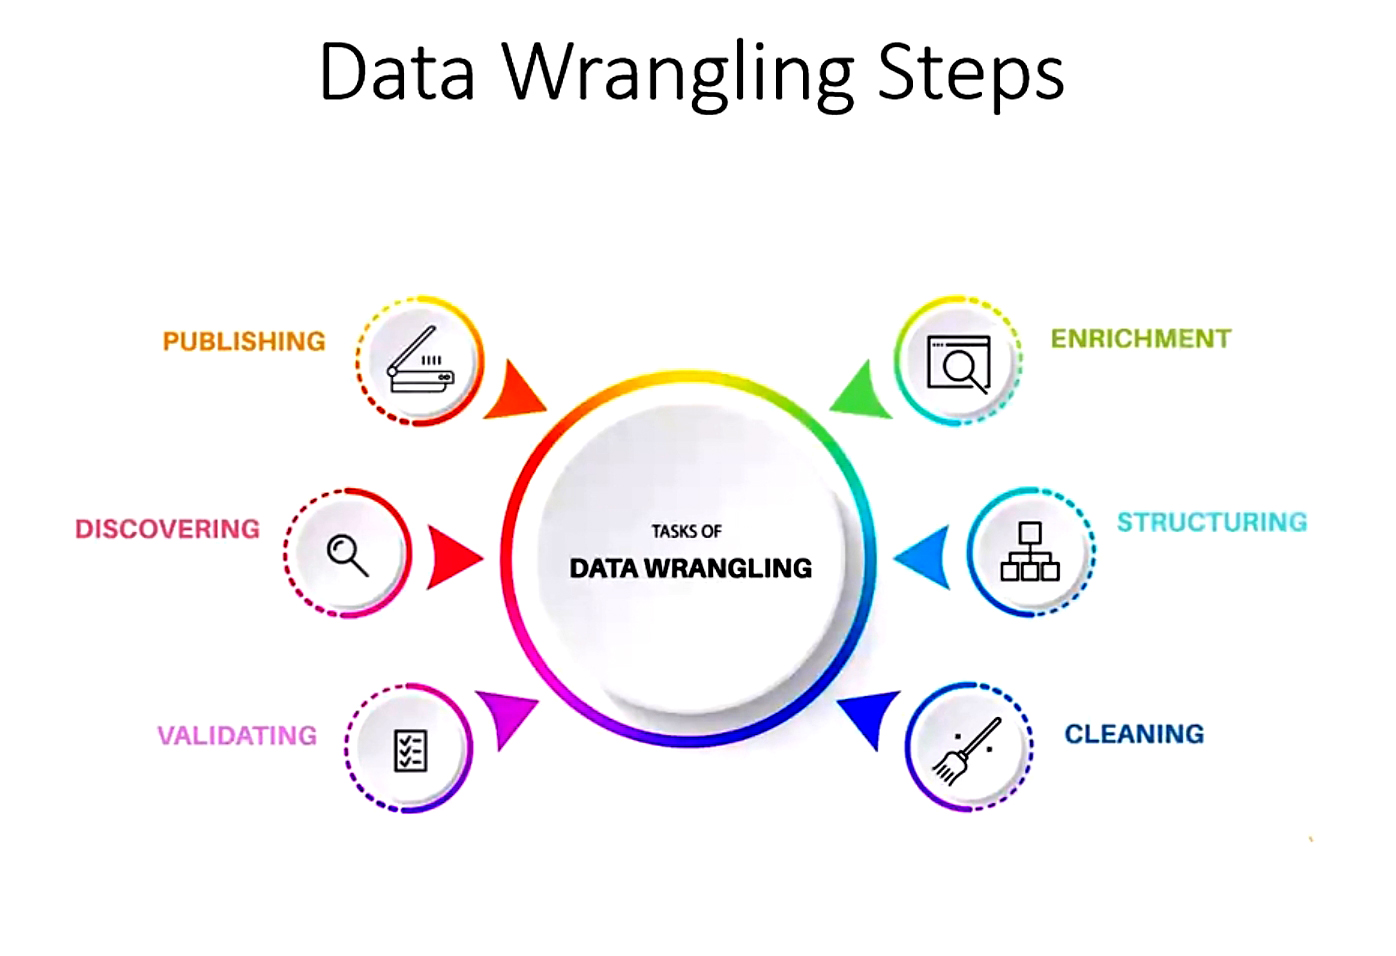 Data Wrangling Steps
PUBLISHING
ENRICHMENT
DISCOVERING
STRUCTURING
TASKS OF
DATA WRANGLING
VALIDATING
CLEANING